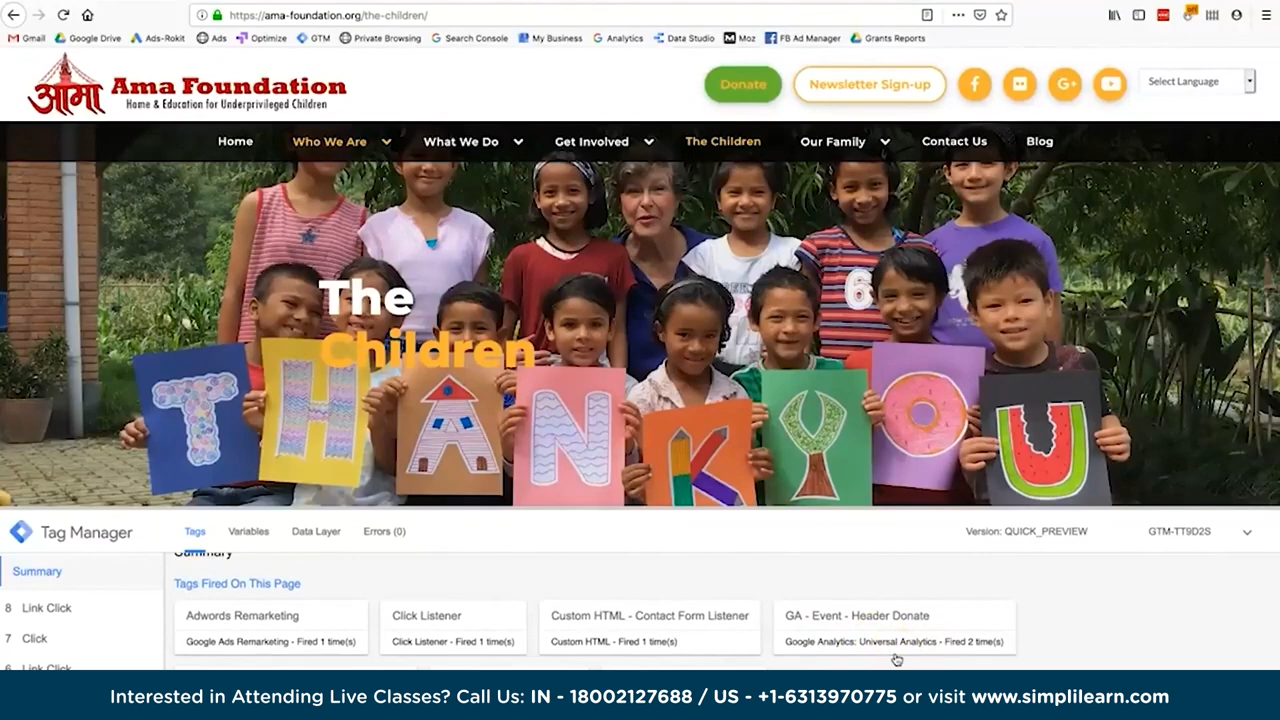 https://ama-foundation.org/the-children/
Gmail Google Drive Ads-Rokit Ads Optimize GTM Private Browsing Search Console My Business Analytics Data Studio Moz FB Ad Manager Grants Reports
आमा Ama Foundation
Home & Education for Underprivileged Children
Donate Newsletter Sign-up Select Language
Home Who We Are What We Do Get Involved The Children Our Family Contact Us Blog
The
Children
THANK YOU
Tag Manager Tags Variables Data Layer Errors (0) Version: QUICK_PREVIEW GTM-TT9D2S
Summary
Summary
Tags Fired On This Page
8 Link Click
7 Click
6 Link Click
Adwords Remarketing Click Listener Custom HTML - Contact Form Listener GA - Event - Header Donate
Google Ads Remarketing - Fired 1 time(s) Click Listener - Fired 1 time(s) Custom HTML - Fired 1 time(s) Google Analytics: Universal Analytics - Fired 2 time(s)
Interested in Attending Live Classes? Call Us: IN - 18002127688 / US - +1-6313970775 or visit www.simplilearn.com